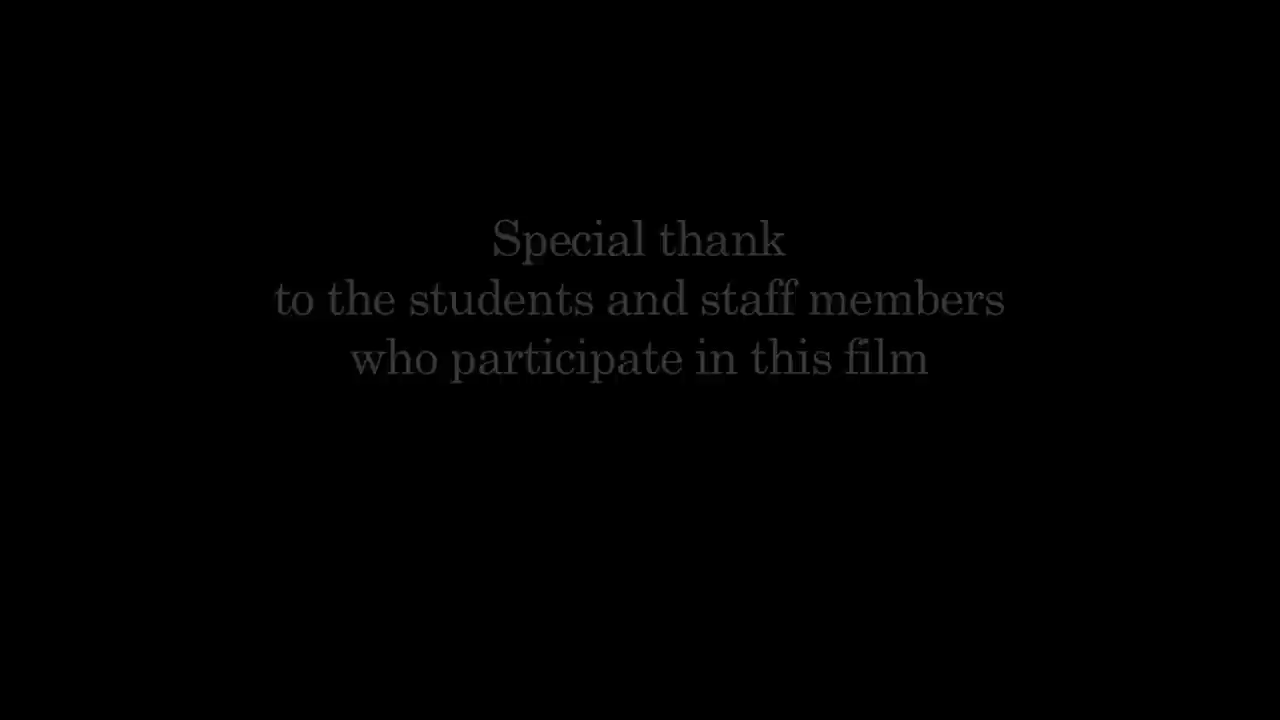 Special thank
to the students and staff members
who participate in this film